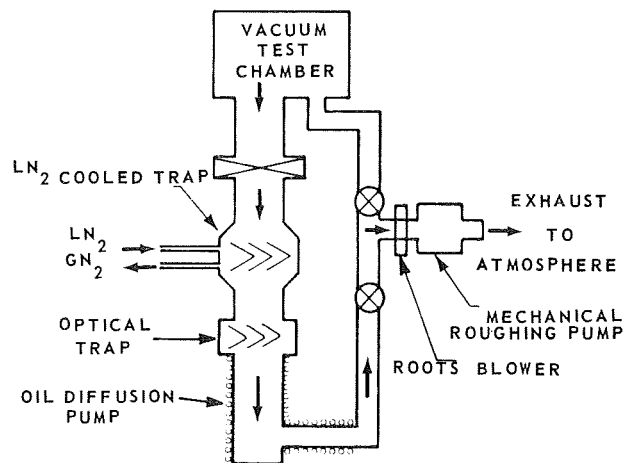 VACUUM
TEST
CHAMBER
LN2 COOLED TRAP
LN2
GN2
EXHAUST
TO
ATMOSPHERE
MECHANICAL
ROUGHING PUMP
OPTICAL
TRAP
ROOTS BLOWER
OIL DIFFUSION
PUMP